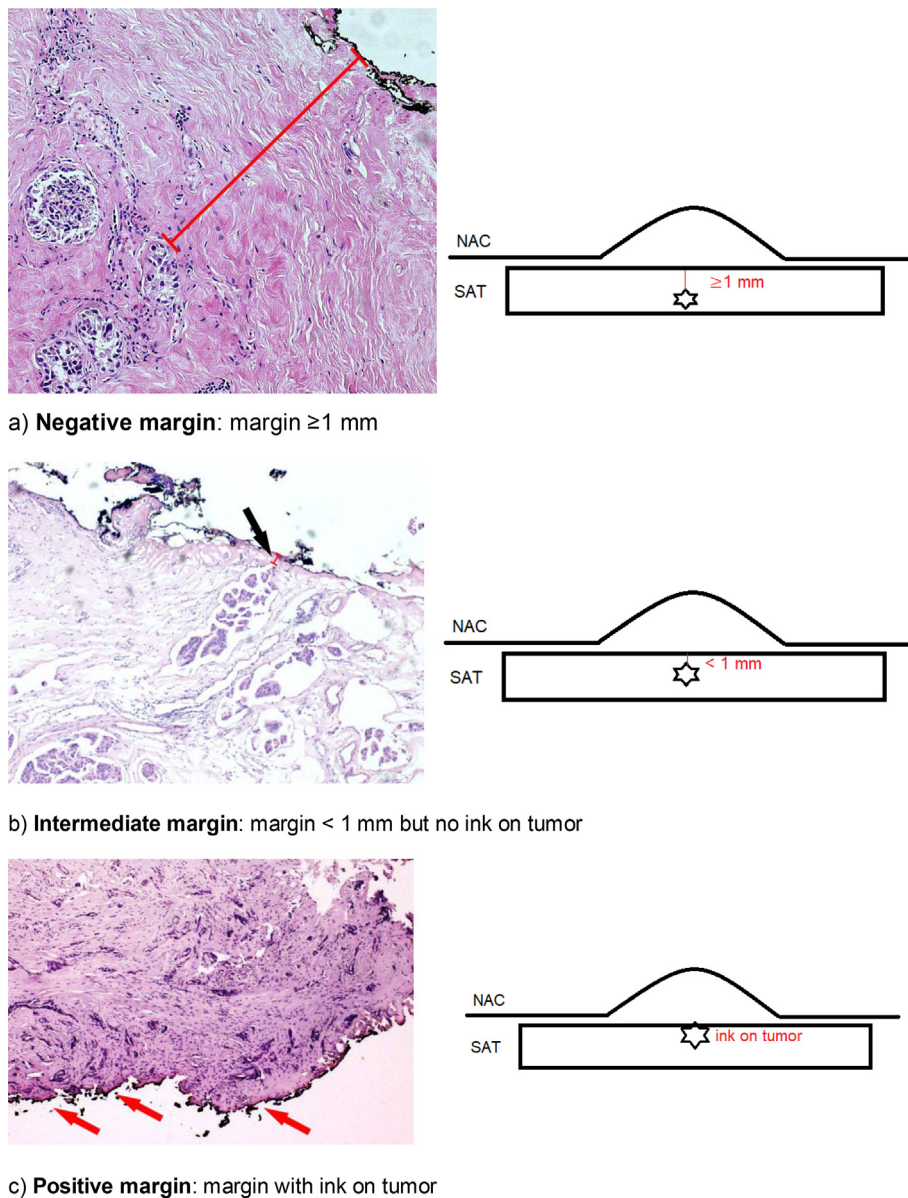 NAC
SAT
≥1 mm
a) Negative margin: margin ≥1 mm
NAC
SAT
< 1 mm
b) Intermediate margin: margin < 1 mm but no ink on tumor
NAC
SAT
ink on tumor
c) Positive margin: margin with ink on tumor